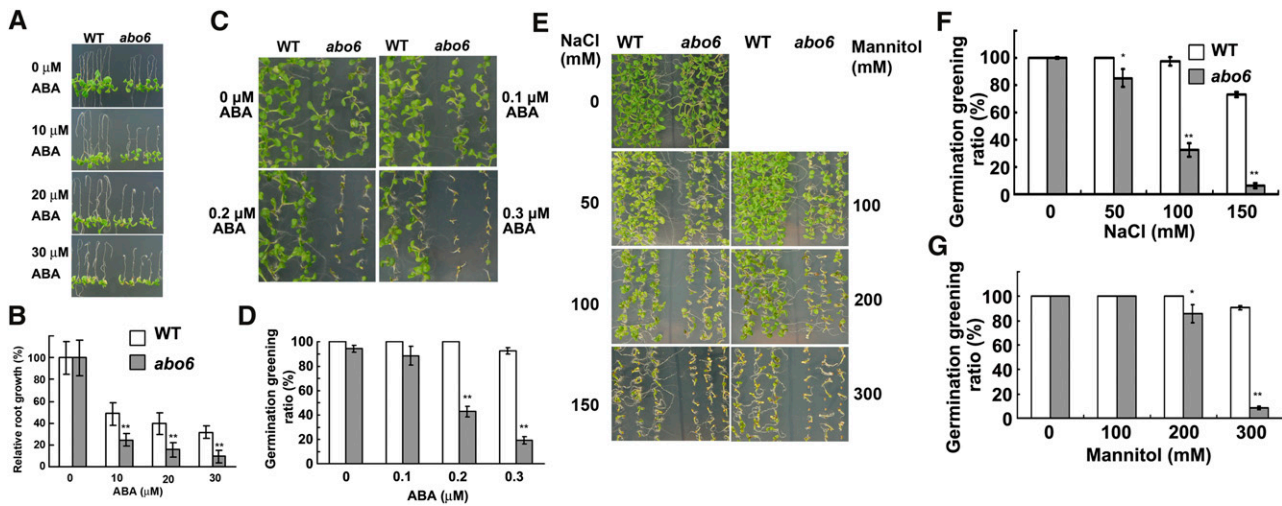 A
WT abo6
0 μM
ABA
10 μM
ABA
20 μM
ABA
30 μM
ABA
B
WT
abo6
Relative root growth (%)
120
100
80
60
40
20
0
**
**
**
0
10
20
30
ABA (μM)
C
WT abo6 WT abo6
0 μM
ABA
0.1 μM
ABA
0.2 μM
ABA
0.3 μM
ABA
D
Germination greening
ratio (%)
100
80
60
40
20
0
**
**
0 0.1 0.2 0.3
ABA (μM)
E
NaCl
(mM)
WT abo6 WT abo6
Mannitol
(mM)
0
50
100
100
200
150
300
F
WT
abo6
Germination greening
ratio (%)
100
80
60
40
20
0
*
**
**
0 50 100 150
NaCl (mM)
G
Germination greening
ratio (%)
100
80
60
40
20
0
*
**
0 100 200 300
Mannitol (mM)